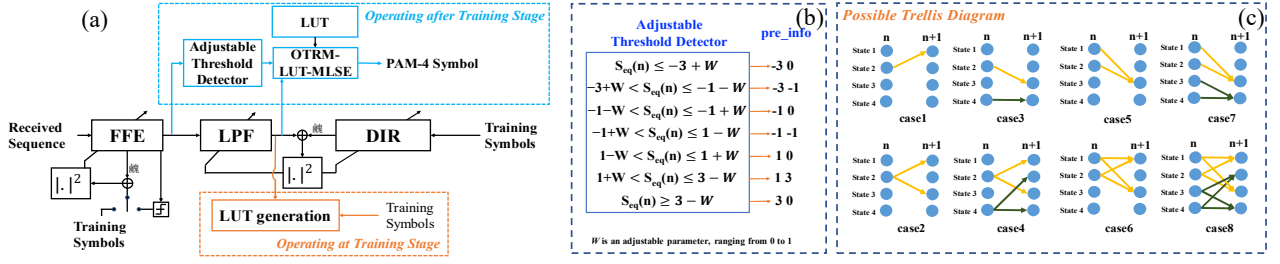 (a)
Operating after Training Stage
LUT
Adjustable
Threshold
Detector
OTRM-
LUT-MLSE
PAM-4 Symbol
Received
Sequence
FFE
LPF
DIR
Training
Symbols
|.|²
|.|²
Training
Symbols
LUT generation
Training
Symbols
Operating at Training Stage
(b)
Adjustable
Threshold Detector
pre_info
S_eq(n) ≤ −3 + W
-3 0
−3+W < S_eq(n) ≤ −1 − W
-3 -1
−1− W < S_eq(n) ≤ −1 + W
-1 0
−1+W < S_eq(n) ≤ 1 − W
-1 -1
1− W < S_eq(n) ≤ 1 + W
1 0
1+W < S_eq(n) ≤ 3 − W
1 3
S_eq(n) ≥ 3 − W
3 0
W is an adjustable parameter, ranging from 0 to 1
Possible Trellis Diagram
(c)
n n+1
State 1
State 2
State 3
State 4
case1
n n+1
State 1
State 2
State 3
State 4
case3
n n+1
State 1
State 2
State 3
State 4
case5
n n+1
State 1
State 2
State 3
State 4
case7
n n+1
State 1
State 2
State 3
State 4
case2
n n+1
State 1
State 2
State 3
State 4
case4
n n+1
State 1
State 2
State 3
State 4
case6
n n+1
State 1
State 2
State 3
State 4
case8